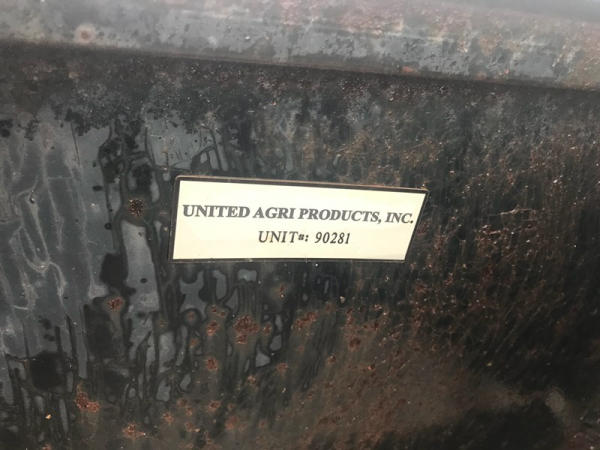 UNITED AGRI PRODUCTS, INC.
UNIT#: 90281